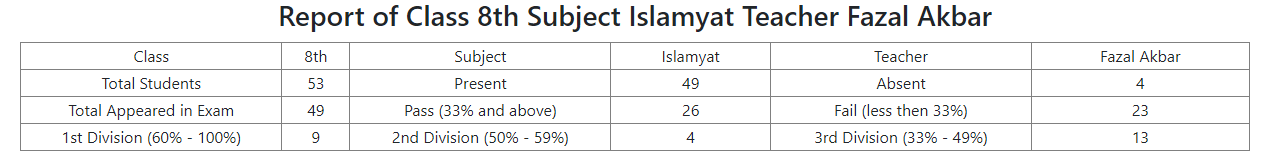 Report of Class 8th Subject Islamyat Teacher Fazal Akbar
Class 8th Subject Islamyat Teacher Fazal Akbar
Total Students 53 Present 49 Absent 4
Total Appeared in Exam 49 Pass (33% and above) 26 Fail (less then 33%) 23
1st Division (60% - 100%) 9 2nd Division (50% - 59%) 4 3rd Division (33% - 49%) 13